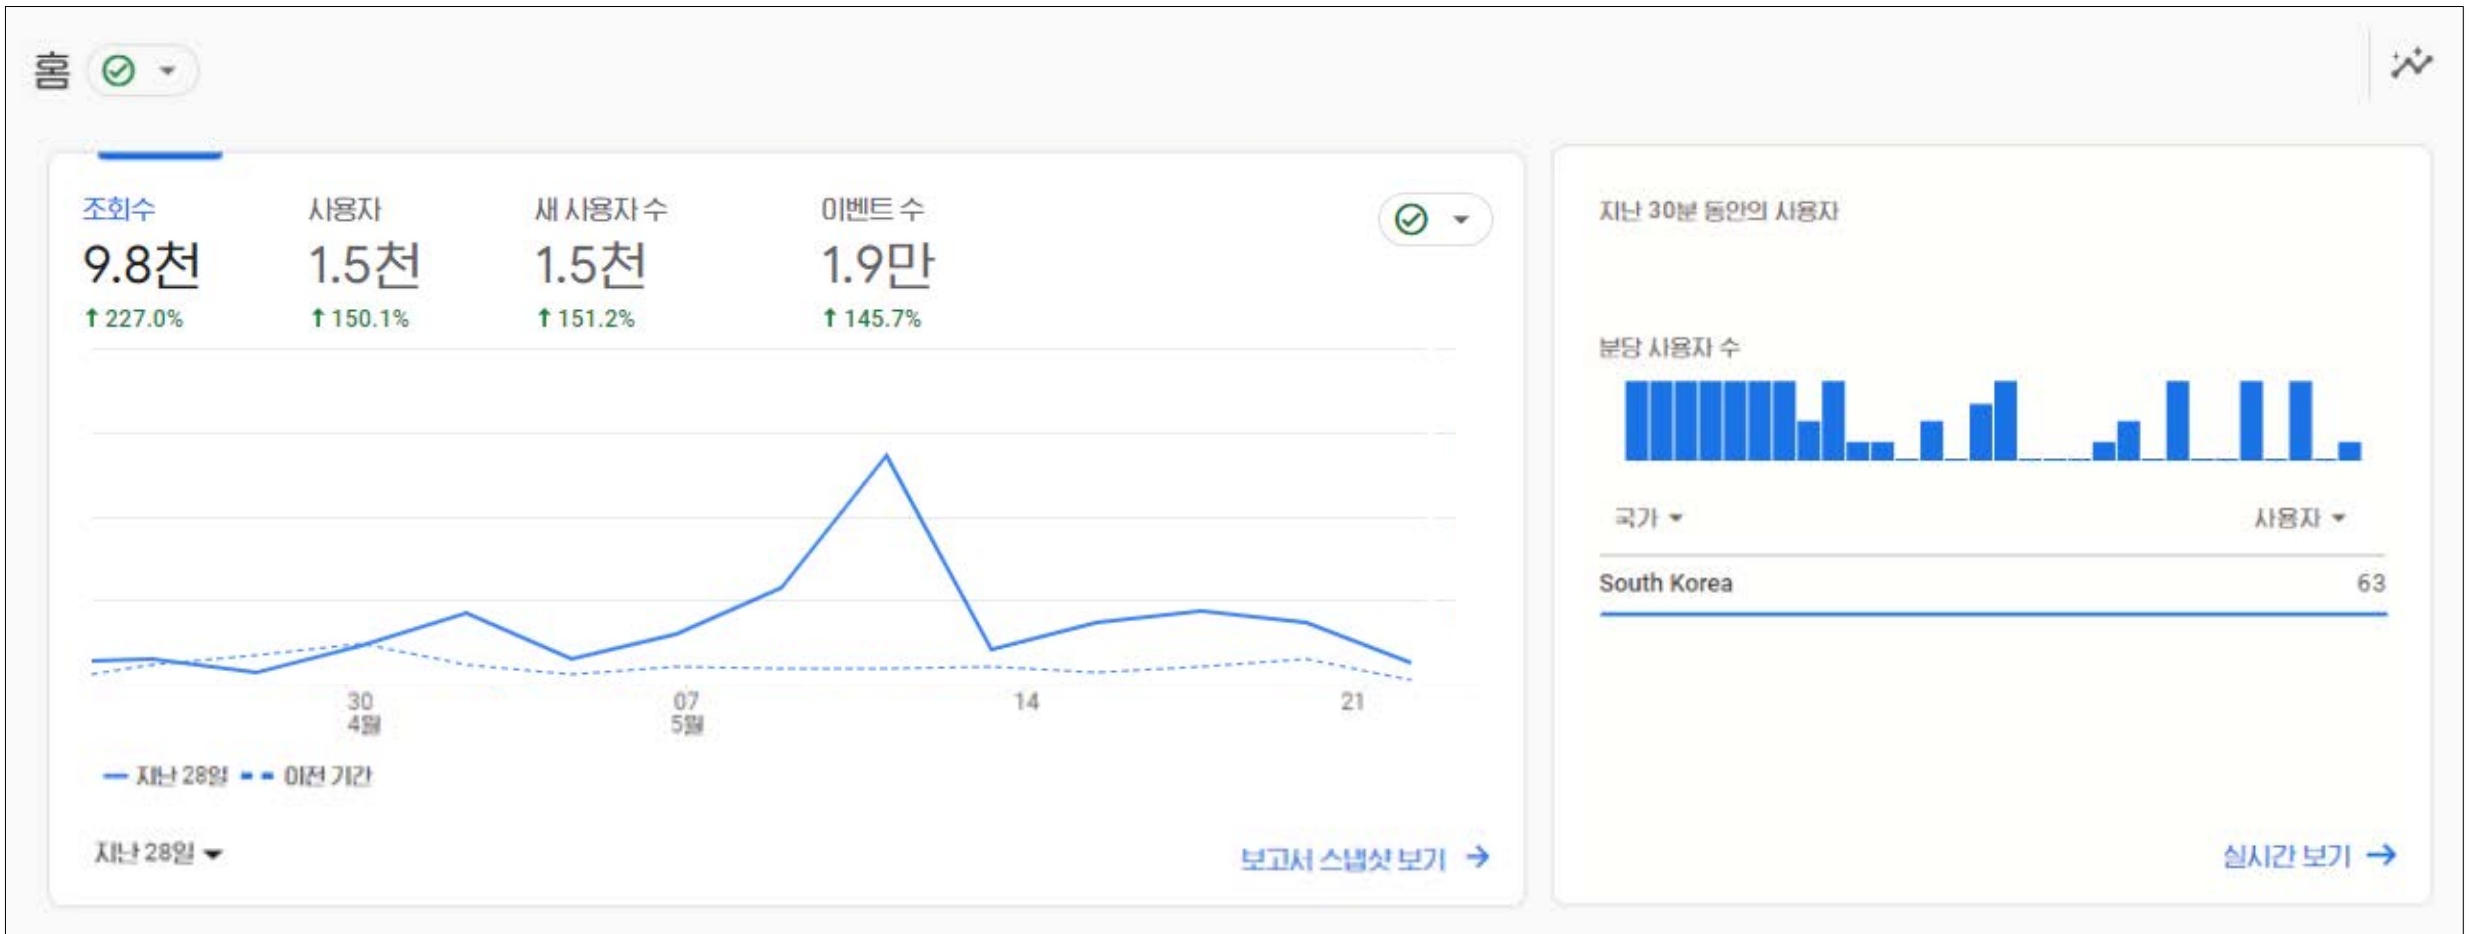 홈
조회수
9.8천
↑ 227.0%
사용자
1.5천
↑ 150.1%
새 사용자 수
1.5천
↑ 151.2%
이벤트 수
1.9만
↑ 145.7%
30
4월
07
5월
14
21
지난 28일
이전 기간
지난 28일
보고서 스냅샷 보기 →
지난 30분 동안의 사용자
분당 사용자 수
국가 사용자
South Korea 63
실시간 보기 →